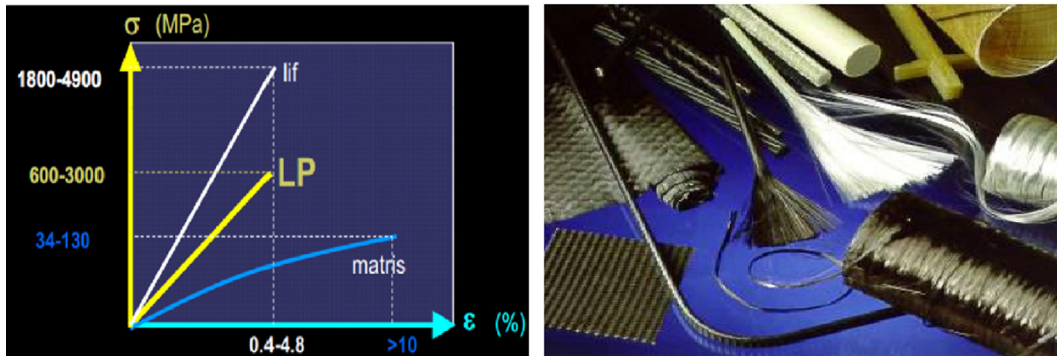 σ (MPa)
1800-4900
lif
600-3000
LP
34-130
matris
ε (%)
0.4-4.8
>10